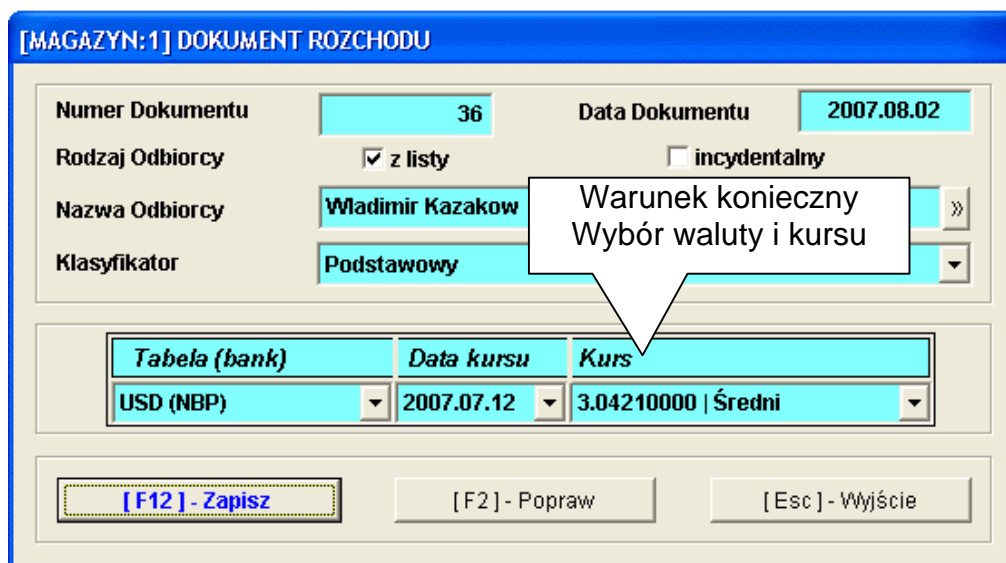 [MAGAZYN:1] DOKUMENT ROZCHODU
Numer Dokumentu 36 Data Dokumentu 2007.08.02
Rodzaj Odbiorcy z listy incydentalny
Nazwa Odbiorcy Wladimir Kazakow »
Warunek konieczny
Wybór waluty i kursu
Klasyfikator Podstawowy
Tabela (bank) Data kursu Kurs
USD (NBP) 2007.07.12 3.04210000 | Średni
[ F12 ] - Zapisz [ F2 ] - Popraw [ Esc ] - Wyjście